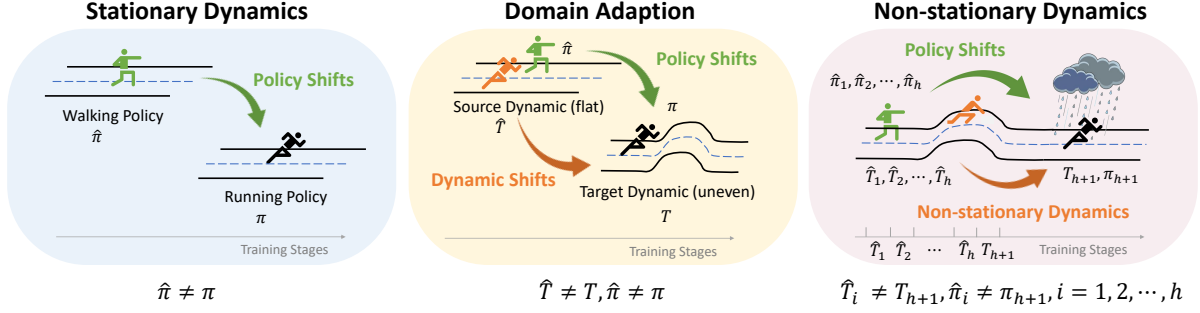 Stationary Dynamics
Policy Shifts
Walking Policy
π̂
Running Policy
π
Training Stages
π̂ ≠ π
Domain Adaption
π̂
Policy Shifts
Source Dynamic (flat)
T̂
π
Dynamic Shifts
Target Dynamic (uneven)
T
Training Stages
T̂ ≠ T, π̂ ≠ π
Non-stationary Dynamics
Policy Shifts
π̂₁, π̂₂, ⋯, π̂ₕ
T̂₁, T̂₂, ⋯, T̂ₕ
Tₕ₊₁, πₕ₊₁
Non-stationary Dynamics
Training Stages
T̂₁ T̂₂ ⋯ T̂ₕ Tₕ₊₁
T̂ᵢ ≠ Tₕ₊₁, π̂ᵢ ≠ πₕ₊₁, i = 1, 2, ⋯, h